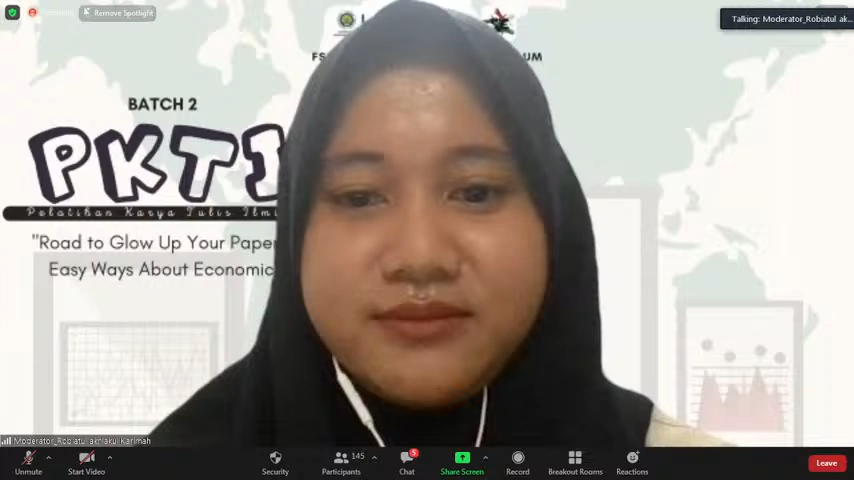 Remove Spotlight
Talking: Moderator_Robiatul ak...
BATCH 2
PKTI
Pelatihan Karya Tulis Ilmi
"Road to Glow Up Your Paper
Easy Ways About Economic
Moderator_Robiatul akhlakul Karimah
145
5
Unmute
Start Video
Security
Participants
Chat
Share Screen
Record
Breakout Rooms
Reactions
Leave